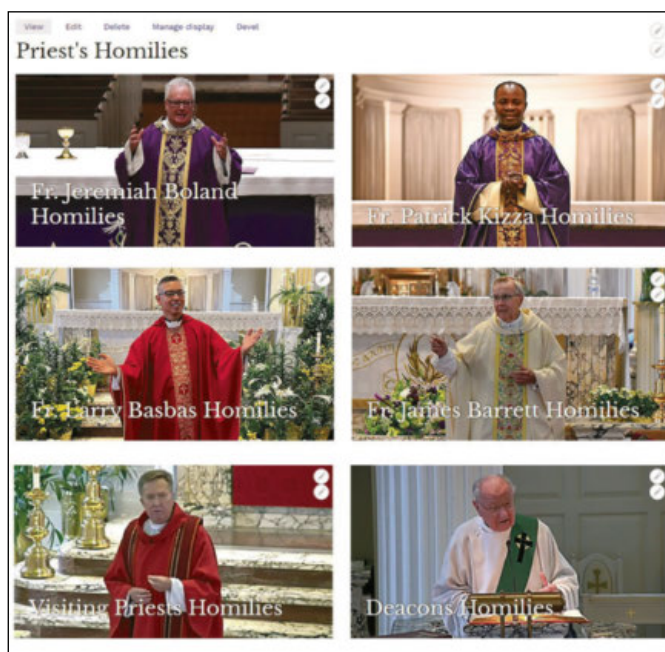 View Edit Delete Manage display Devel
Priest's Homilies
Fr. Jeremiah Boland
Homilies
Fr. Patrick Kizza Homilies
Fr. Larry Basbas Homilies
Fr. James Barrett Homilies
Visiting Priests Homilies
Deacons Homilies